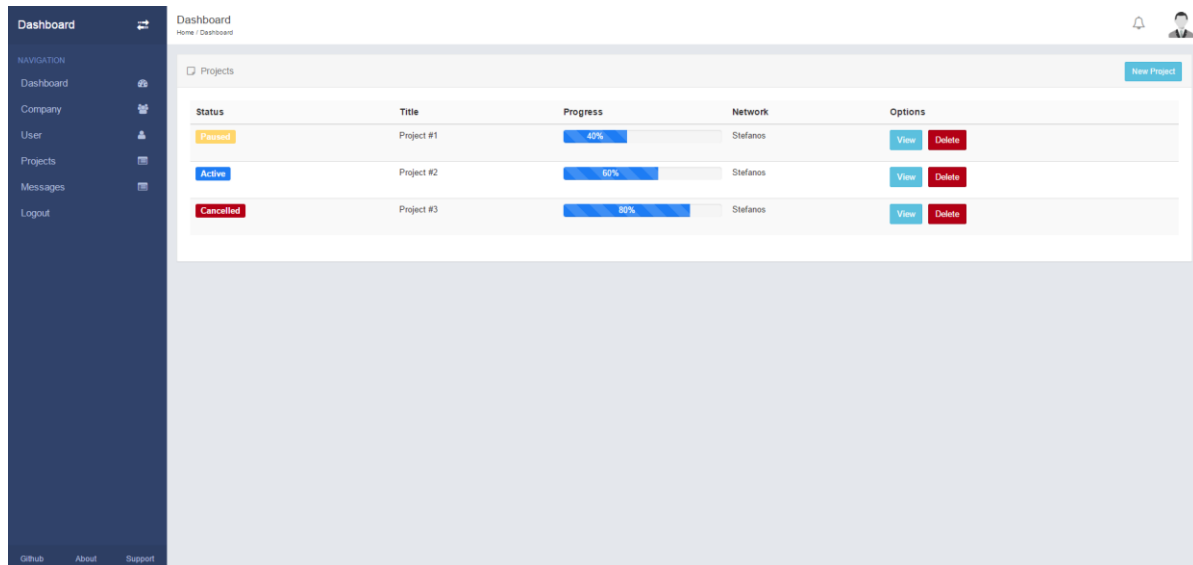 Dashboard
Dashboard
Home / Dashboard
NAVIGATION
Dashboard
Company
User
Projects
Messages
Logout
Projects New Project
Status Title Progress Network Options
Paused Project #1 40% Stefanos View Delete
Active Project #2 60% Stefanos View Delete
Cancelled Project #3 80% Stefanos View Delete
Github About Support